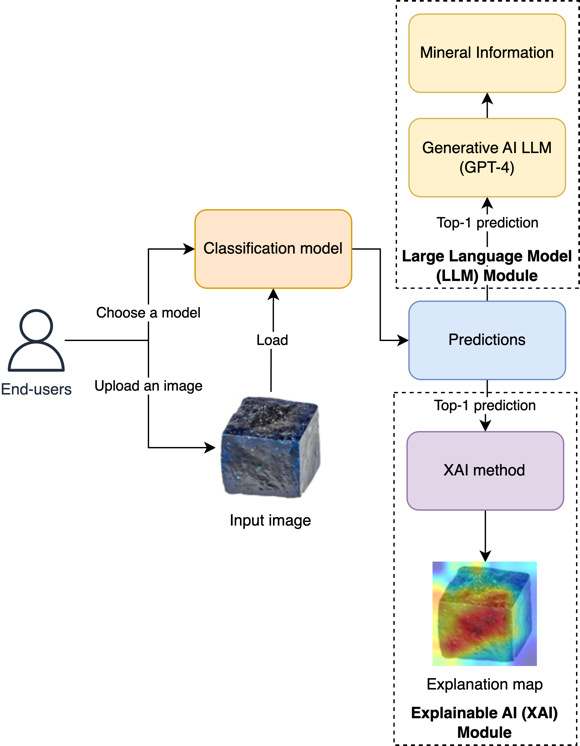 Mineral Information
Generative AI LLM
(GPT-4)
Top-1 prediction
Large Language Model
(LLM) Module
Classification model
Choose a model
Load
Predictions
End-users
Upload an image
Input image
Top-1 prediction
XAI method
Explanation map
Explainable AI (XAI)
Module